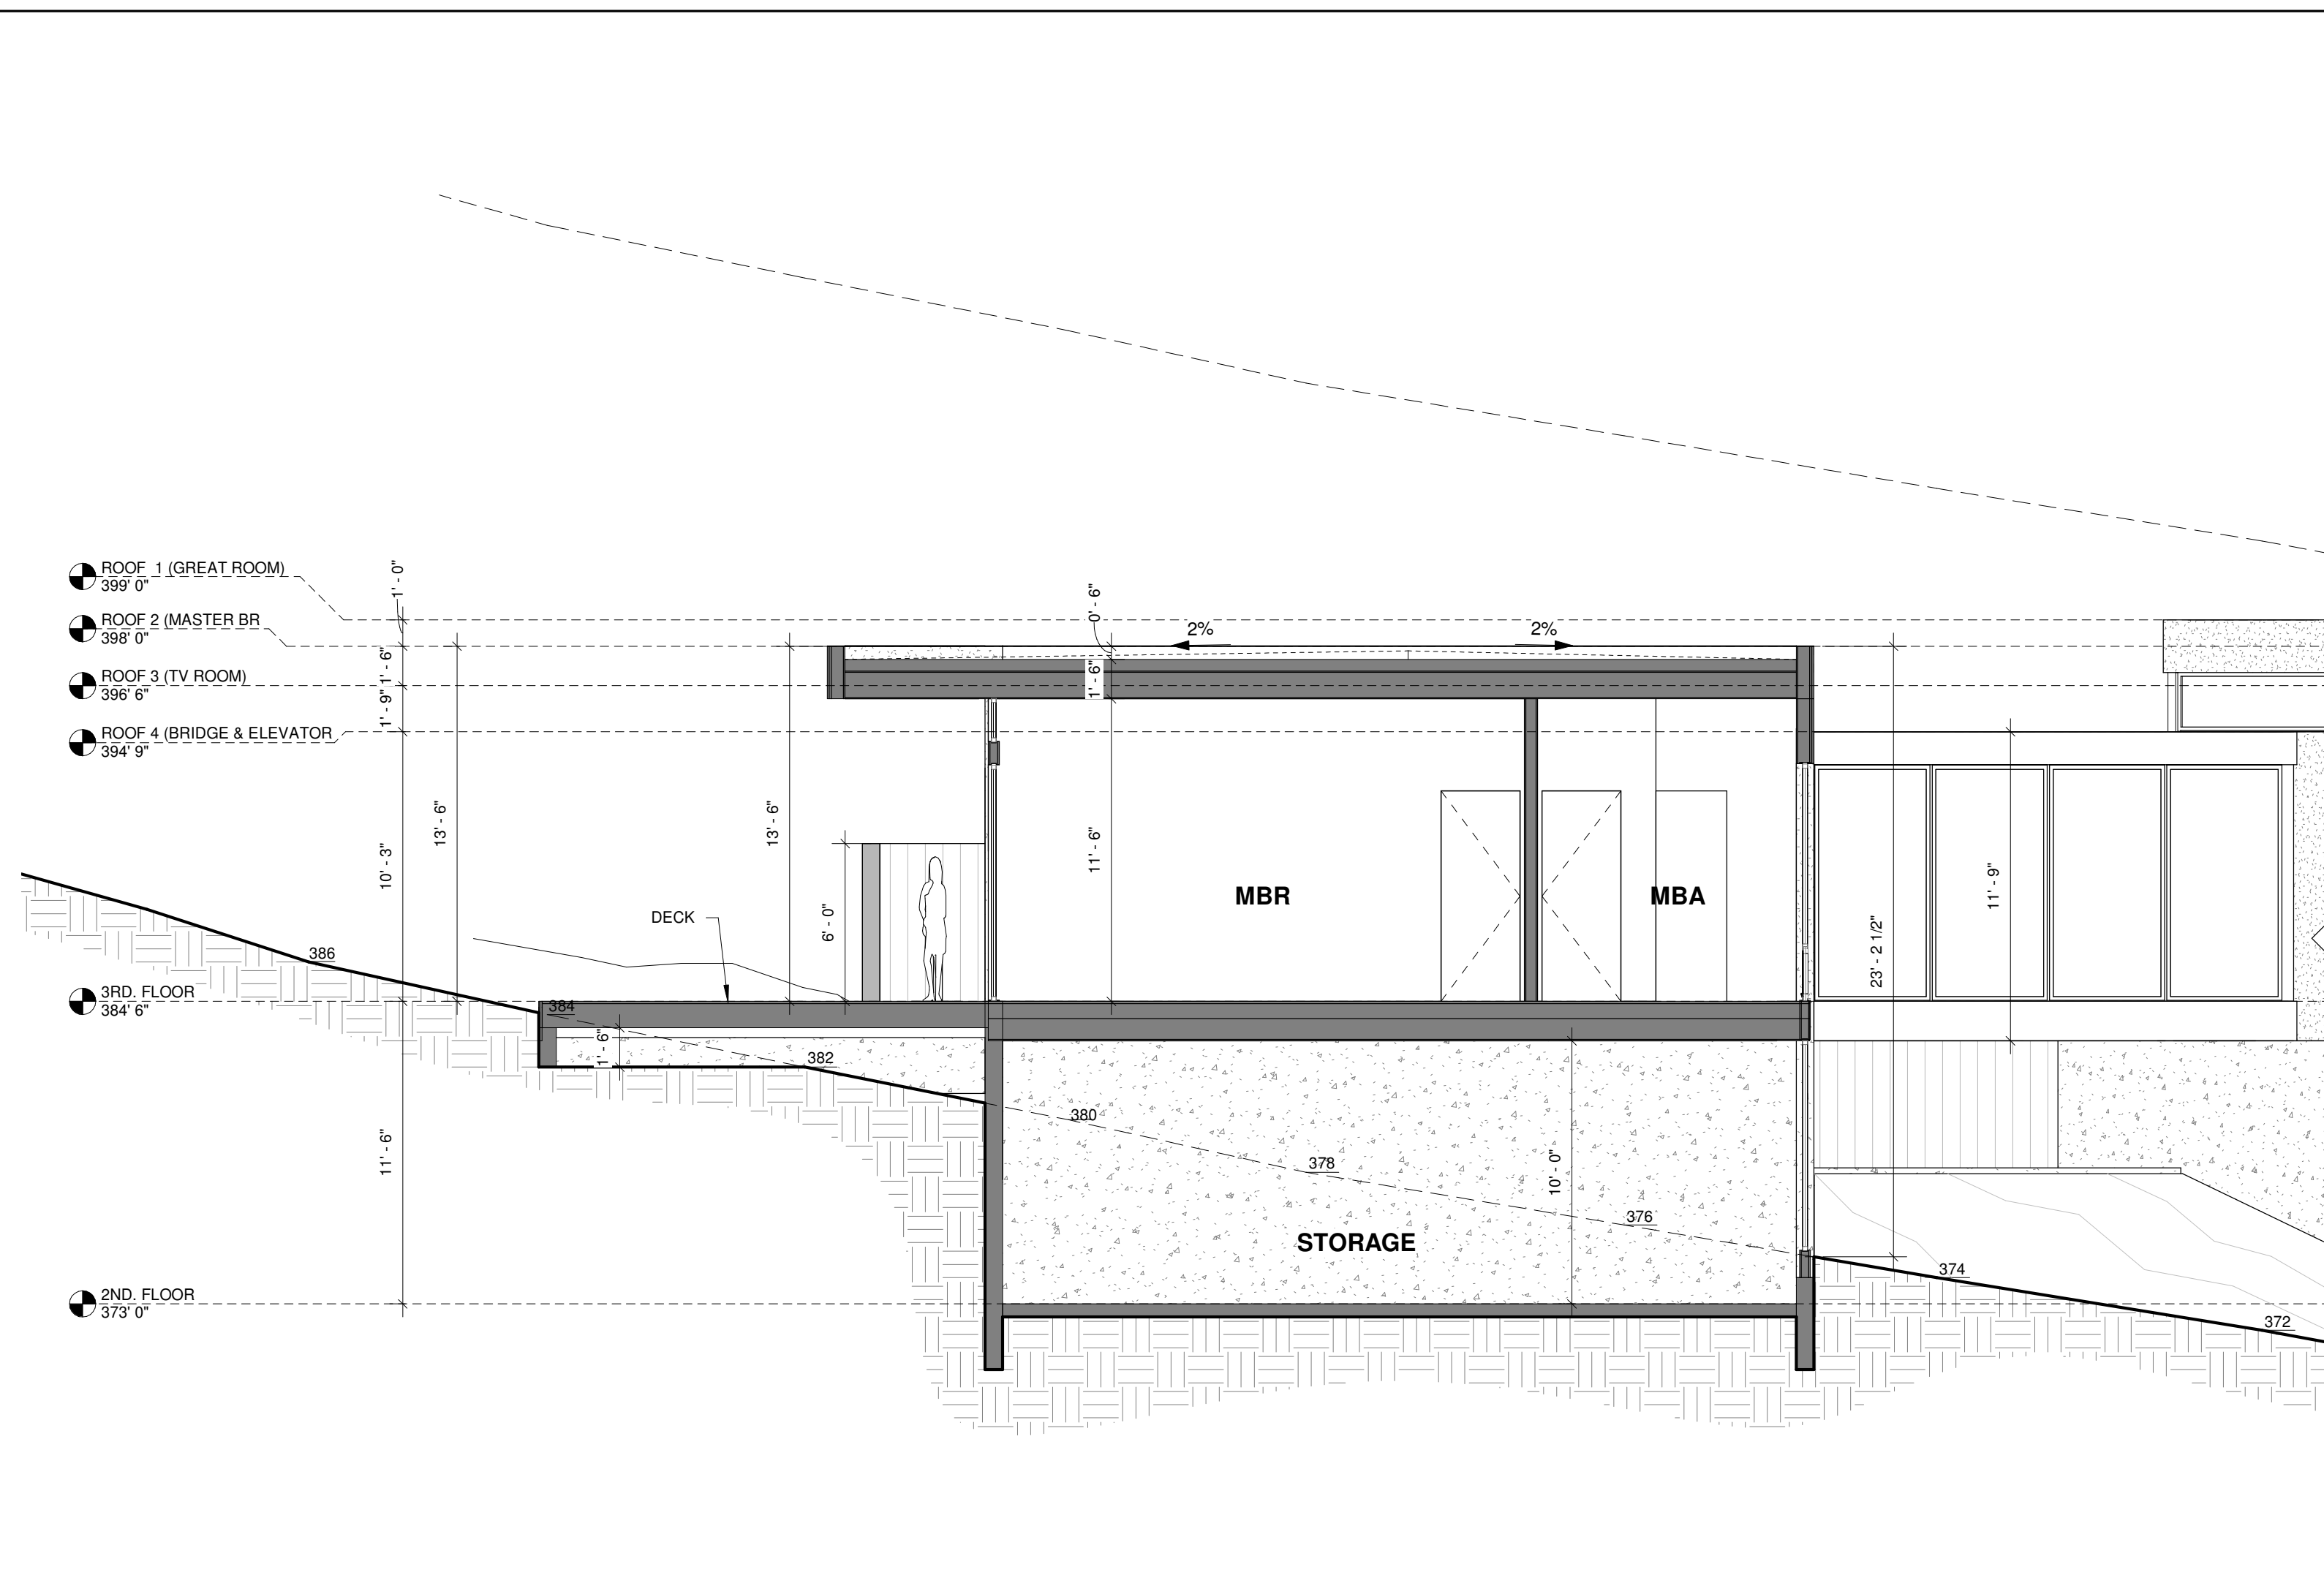 ROOF  1 (GREAT ROOM)
399' 0"
ROOF 2 (MASTER BR
398' 0"
ROOF 3 (TV ROOM)
396' 6"
ROOF 4 (BRIDGE & ELEVATOR
394' 9"
3RD. FLOOR
384' 6"
2ND. FLOOR
373' 0"
1' - 0"
1' - 6"
1' - 9"
10' - 3"
11' - 6"
13' - 6"
13' - 6"
6' - 0"
DECK
386
384
1' - 6"
382
0' - 6"
1' - 6"
11' - 6"
2%
2%
MBR
MBA
380
378
376
10' - 0"
STORAGE
23' - 2 1/2"
11' - 9"
374
372